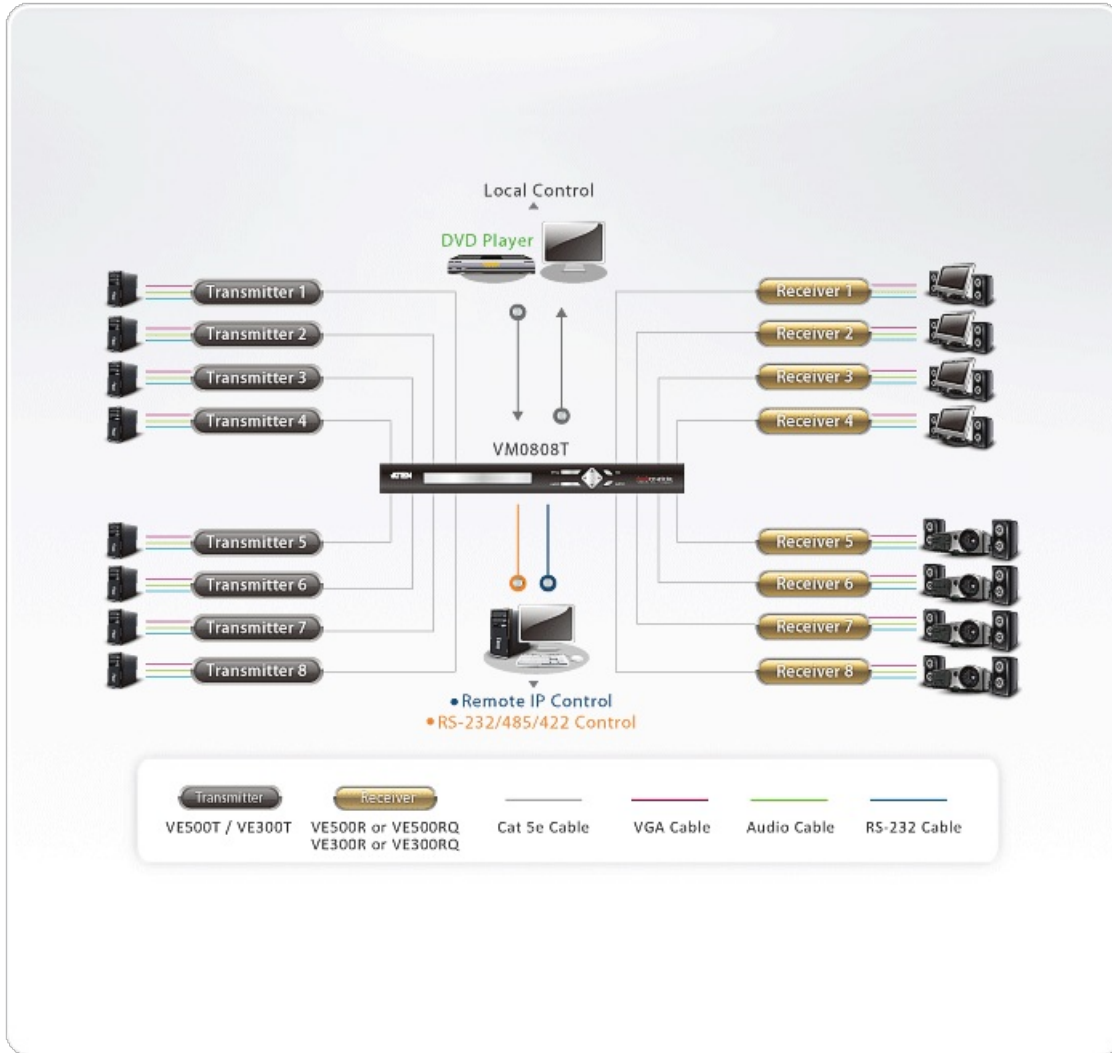 Local Control
DVD Player
Transmitter 1
Transmitter 2
Transmitter 3
Transmitter 4
Receiver 1
Receiver 2
Receiver 3
Receiver 4
VM0808T
ATEN
Transmitter 5
Transmitter 6
Transmitter 7
Transmitter 8
Receiver 5
Receiver 6
Receiver 7
Receiver 8
•Remote IP Control
•RS-232/485/422 Control
Transmitter
VE500T / VE300T
Receiver
VE500R or VE500RQ
VE300R or VE300RQ
Cat 5e Cable
VGA Cable
Audio Cable
RS-232 Cable